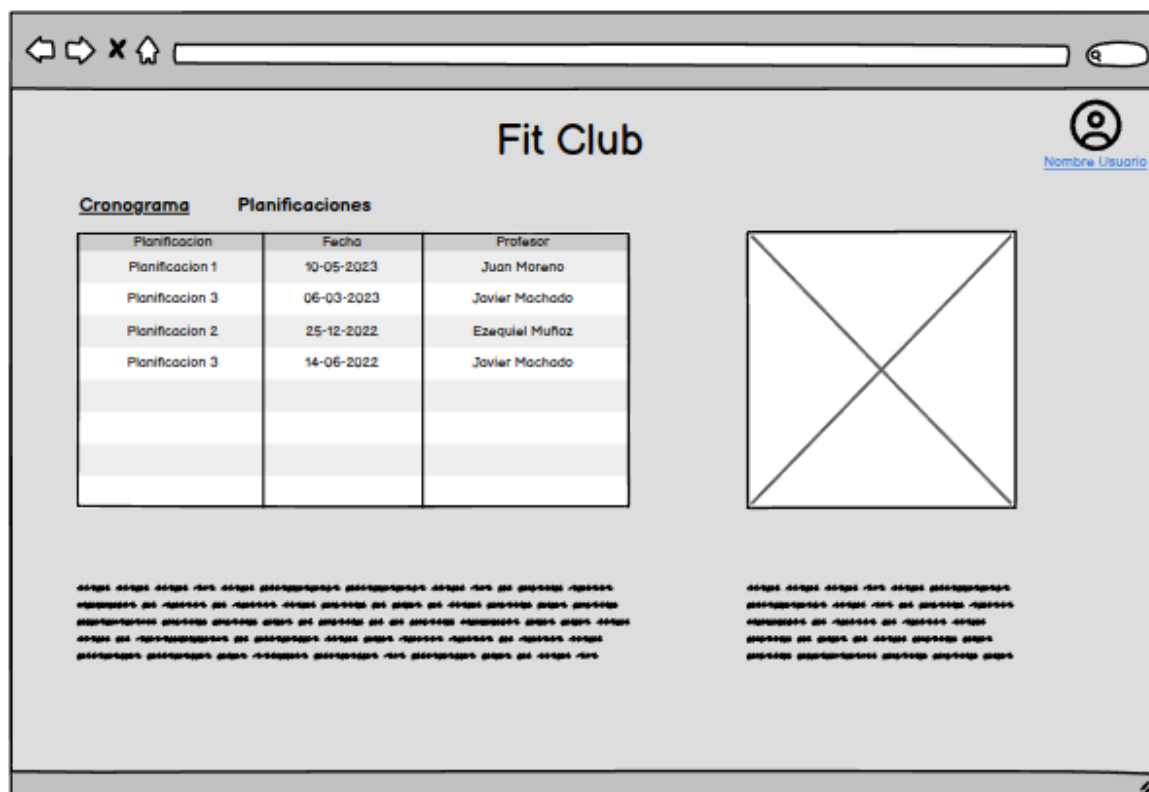 Fit Club
Nombre Usuario
Cronograma Planificaciones
Planificacion Fecha Profesor
Planificacion 1 10-05-2023 Juan Moreno
Planificacion 3 06-03-2023 Javier Machado
Planificacion 2 25-12-2022 Ezequiel Muñoz
Planificacion 3 14-06-2022 Javier Machado